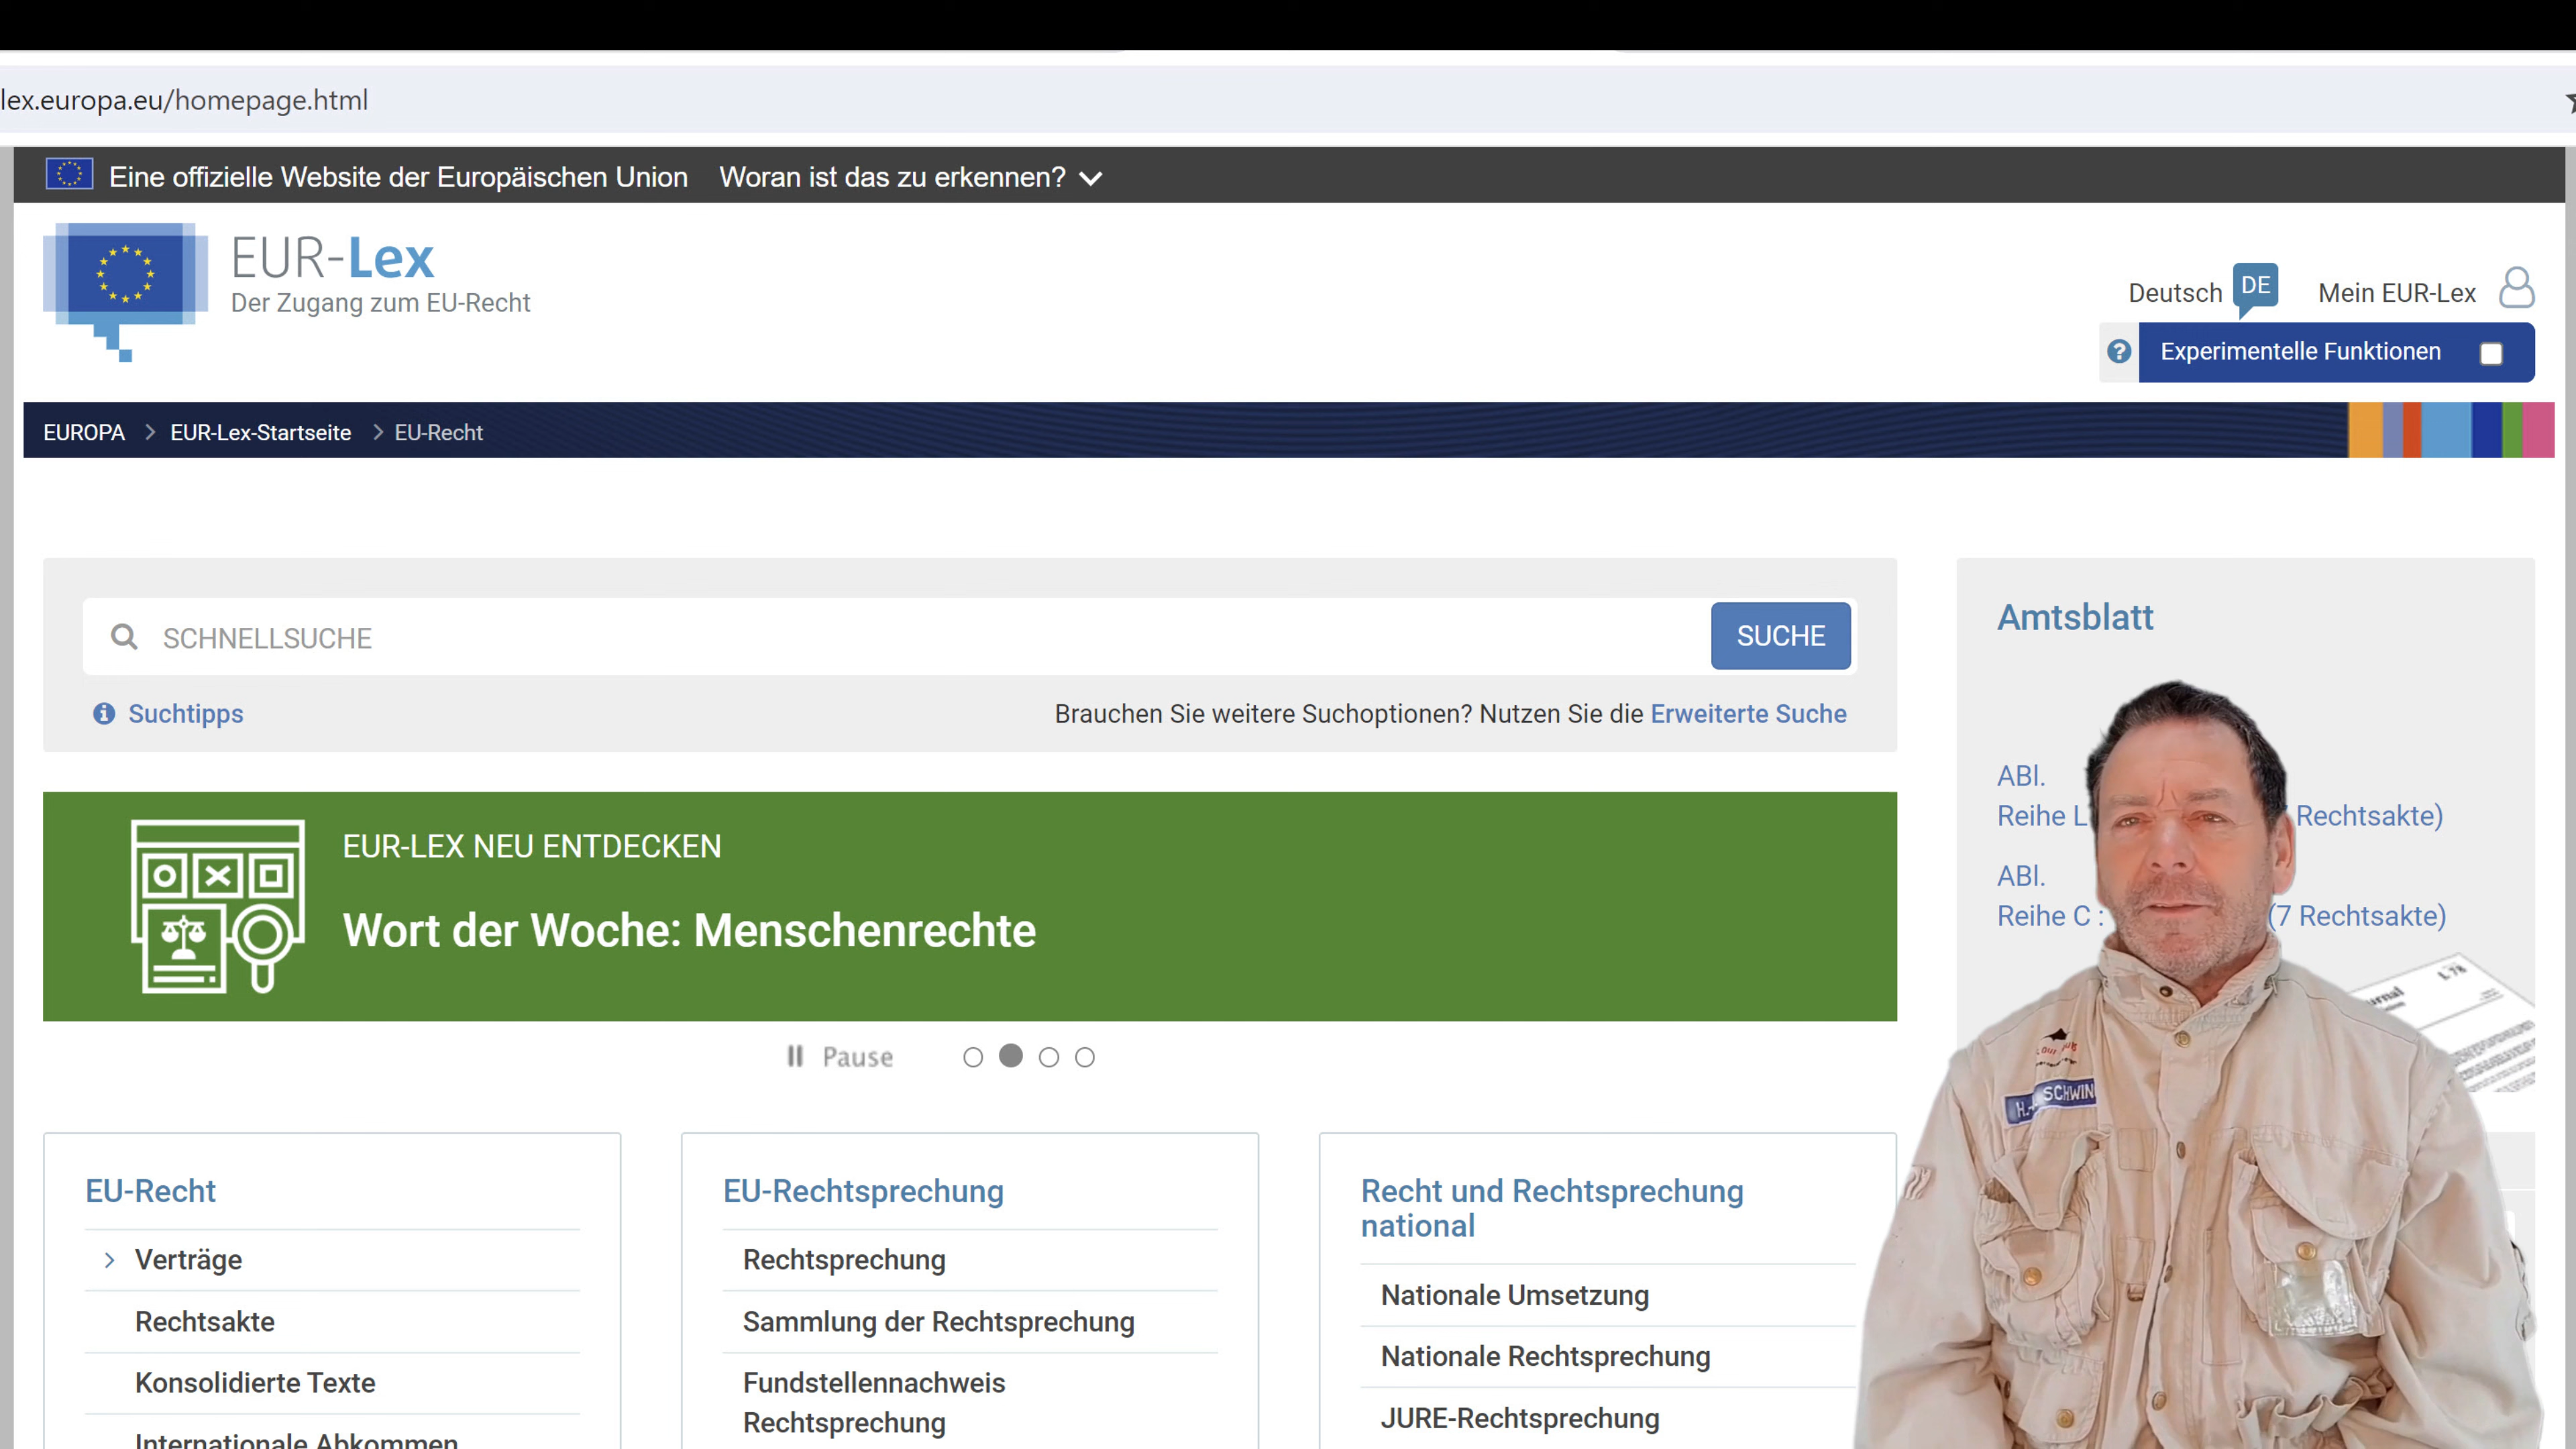 lex.europa.eu/homepage.html
Eine offizielle Website der Europäischen Union Woran ist das zu erkennen?
EUR-Lex
Der Zugang zum EU-Recht
Deutsch DE Mein EUR-Lex
? Experimentelle Funktionen
EUROPA > EUR-Lex-Startseite > EU-Recht
SCHNELLSUCHE
SUCHE
Suchtipps
Brauchen Sie weitere Suchoptionen? Nutzen Sie die Erweiterte Suche
EUR-LEX NEU ENTDECKEN
Wort der Woche: Menschenrechte
Pause
Amtsblatt
ABl.
Reihe L Rechtsakte)
ABl.
Reihe C : (7 Rechtsakte)
L 78
H. SCHWIN
EU-Recht
> Verträge
Rechtsakte
Konsolidierte Texte
Internationale Abkommen
EU-Rechtsprechung
Rechtsprechung
Sammlung der Rechtsprechung
Fundstellennachweis
Rechtsprechung
Recht und Rechtsprechung
national
Nationale Umsetzung
Nationale Rechtsprechung
JURE-Rechtsprechung